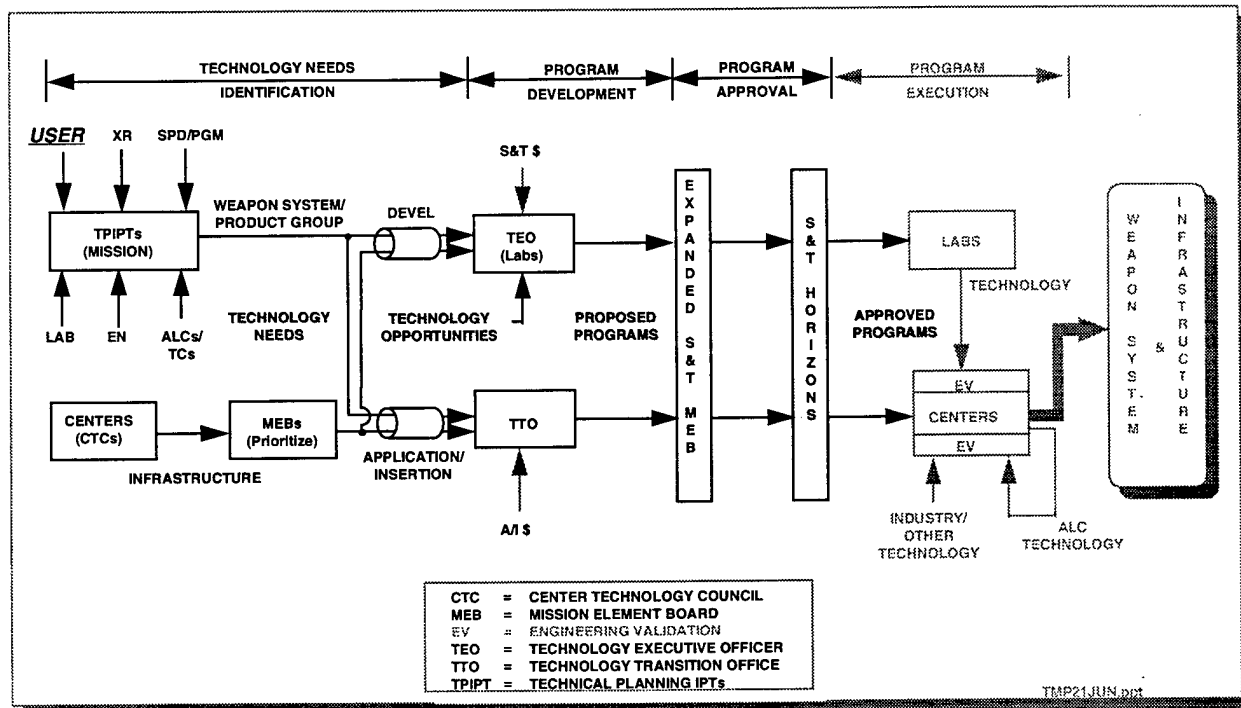 TECHNOLOGY NEEDS
IDENTIFICATION
PROGRAM
DEVELOPMENT
PROGRAM
APPROVAL
PROGRAM
EXECUTION
USER
XR
SPD/PGM
S&T $
WEAPON SYSTEM/
PRODUCT GROUP
DEVEL
TPIPTs
(MISSION)
TEO
(Labs)
LAB
EN
ALCs/
TCs
TECHNOLOGY
NEEDS
TECHNOLOGY
OPPORTUNITIES
PROPOSED
PROGRAMS
EXPANDED S&T MEB
S&T HORIZONS
LABS
TECHNOLOGY
APPROVED
PROGRAMS
WEAPON SYSTEM
&
INFRASTRUCTURE
CENTERS
(CTCs)
MEBs
(Prioritize)
TTO
EV
CENTERS
EV
INFRASTRUCTURE
APPLICATION/
INSERTION
A/I $
INDUSTRY/
OTHER
TECHNOLOGY
ALC
TECHNOLOGY
CTC = CENTER TECHNOLOGY COUNCIL
MEB = MISSION ELEMENT BOARD
EV = ENGINEERING VALIDATION
TEO = TECHNOLOGY EXECUTIVE OFFICER
TTO = TECHNOLOGY TRANSITION OFFICE
TPIPT = TECHNICAL PLANNING IPTs
TMP21JUN.ppt